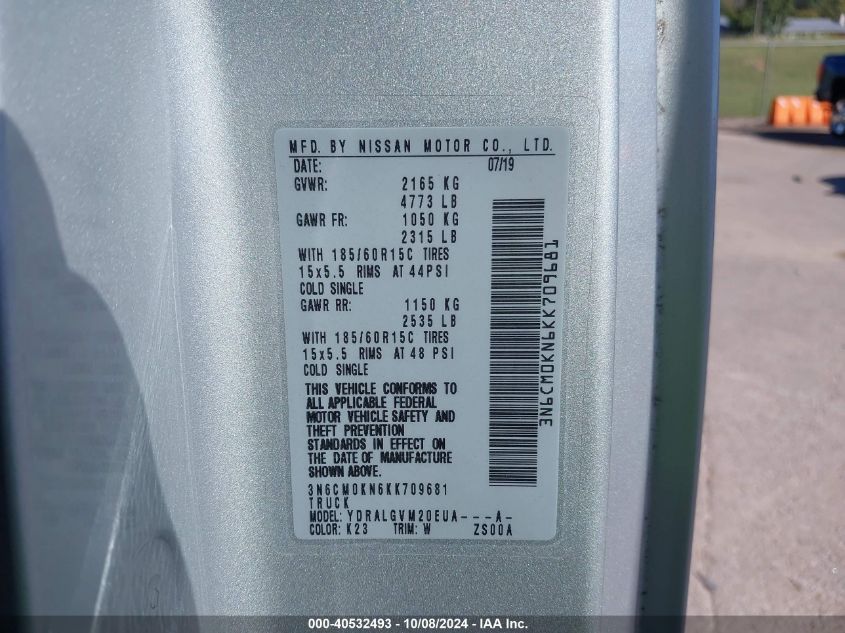 MFD. BY NISSAN MOTOR CO., LTD.
DATE: 07/19
GVWR: 2165 KG
4773 LB
GAWR FR: 1050 KG
2315 LB
WITH 185/60R15C TIRES
15x5.5 RIMS AT 44PSI
COLD SINGLE
GAWR RR: 1150 KG
2535 LB
WITH 185/60R15C TIRES
15x5.5 RIMS AT 48 PSI
COLD SINGLE
THIS VEHICLE CONFORMS TO
ALL APPLICABLE FEDERAL
MOTOR VEHICLE SAFETY AND
THEFT PREVENTION
STANDARDS IN EFFECT ON
THE DATE OF MANUFACTURE
SHOWN ABOVE.
3N6CM0KN6KK709681
TRUCK
MODEL: YDRALGVM20EUA---A-
COLOR: K23 TRIM: W ZS00A
3N6CM0KN6KK709681
000-40532493 - 10/08/2024 - IAA Inc.